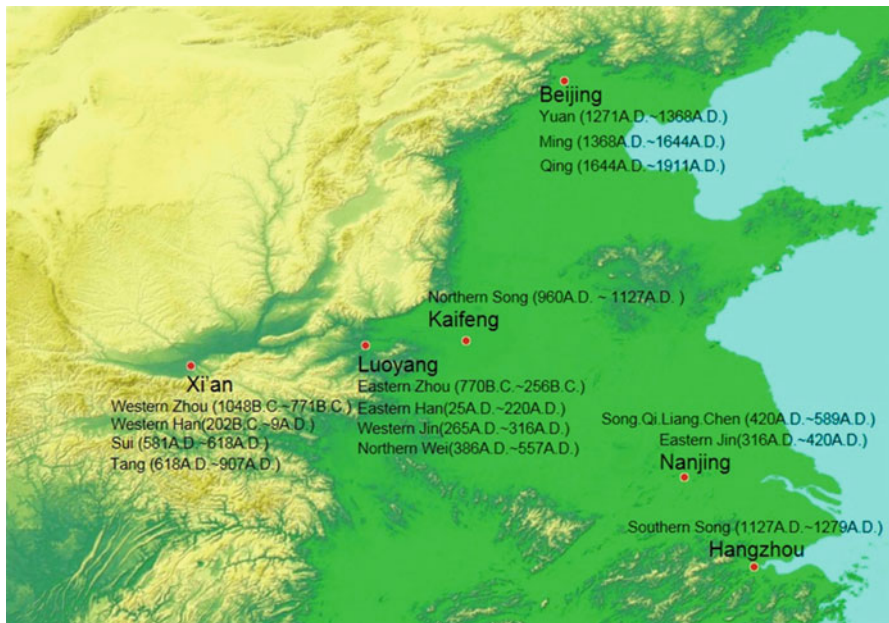 Beijing
Yuan (1271A.D.~1368A.D.)
Ming (1368A.D.~1644A.D.)
Qing (1644A.D.~1911A.D.)
Northern Song (960A.D. ~ 1127A.D. )
Kaifeng
Luoyang
Eastern Zhou (770B.C.~256B.C.)
Eastern Han(25A.D.~220A.D.)
Western Jin(265A.D.~316A.D.)
Northern Wei(386A.D.~557A.D.)
Xi'an
Western Zhou (1048B.C.~771B.C.)
Western Han(202B.C.~9A.D.)
Sui (581A.D.~618A.D.)
Tang (618A.D.~907A.D.)
Song.Qi.Liang.Chen (420A.D.~589A.D.)
Eastern Jin(316A.D.~420A.D.)
Nanjing
Southern Song (1127A.D.~1279A.D.)
Hangzhou